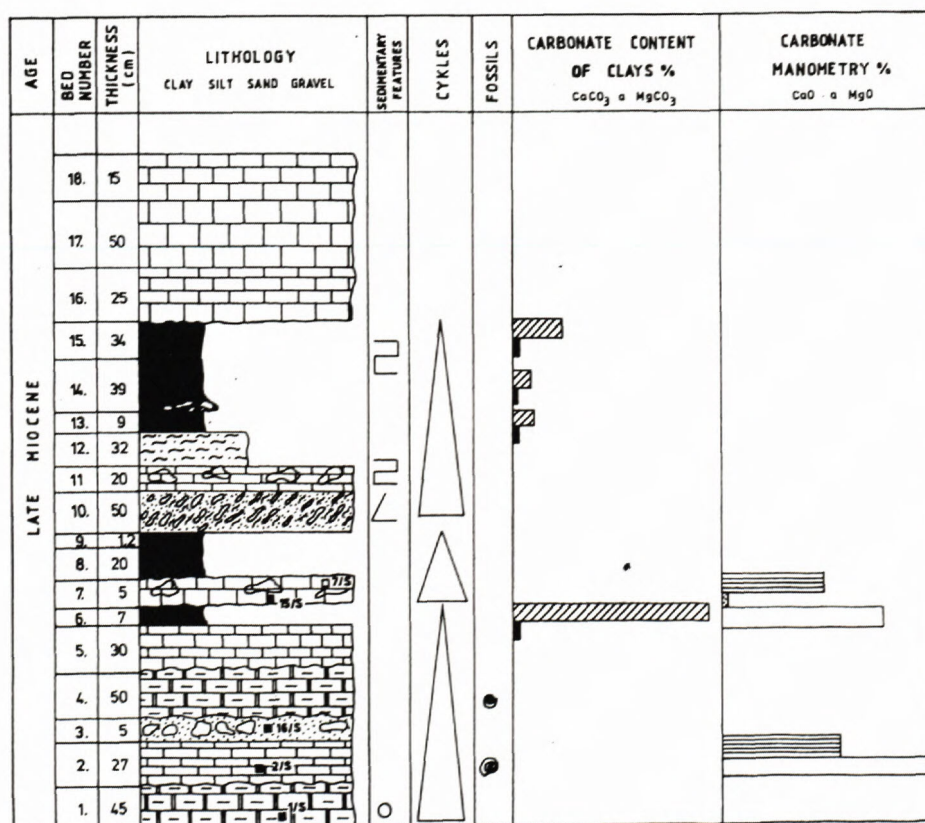 AGE
BED NUMBER
THICKNESS (cm)
LITHOLOGY
CLAY SILT SAND GRAVEL
SEDIMENTARY FEATURES
CYKLES
FOSSILS
CARBONATE CONTENT
OF CLAYS %
CaCO₃ a MgCO₃
CARBONATE
MANOMETRY %
CaO a MgO
LATE MIOCENE
18. 15
17. 50
16. 25
15. 34
14. 39
13. 9
12. 32
11 20
10. 50
9. 1,2
8. 20
7. 5 7/S
15/S
6. 7
5. 30
4. 50
3. 5 16/S
2. 27 2/S
1. 45 1/S